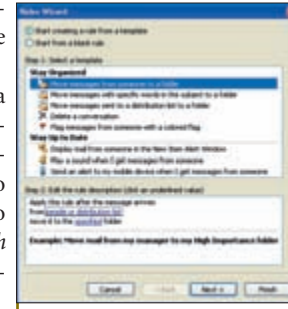 Rules Wizard
Start creating a rule from a template
Start from a blank rule
Step 1: Select a template
Stay Organized
Move messages from someone to a folder
Move messages with specific words in the subject to a folder
Move messages sent to a distribution list to a folder
Delete a conversation
Flag messages from someone with a colored flag
Stay Up to Date
Display mail from someone in the New Item Alert Window
Play a sound when I get messages from someone
Send an alert to my mobile device when I get messages from someone
Step 2: Edit the rule description (click an underlined value)
Apply this rule after the message arrives
from people or distribution list
move it to the specified folder
Example: Move mail from my manager to my High Importance folder
Cancel
Next >
Finish